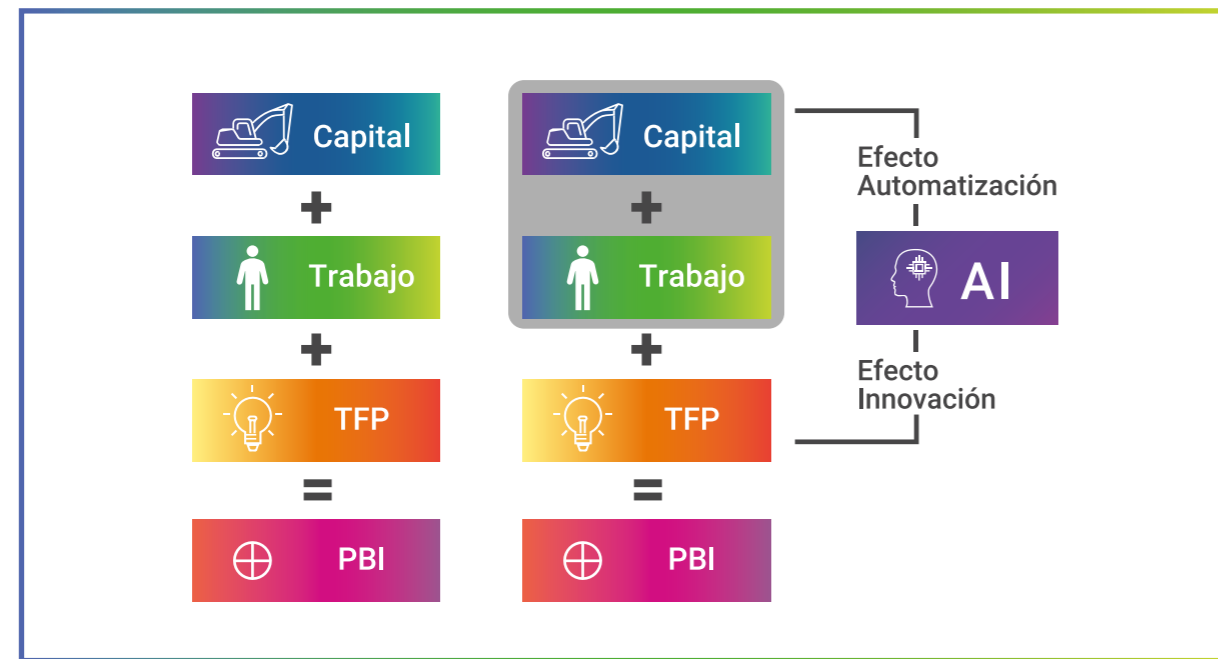 Capital
+
Trabajo
+
TFP
=
PBI
Capital
+
Trabajo
+
TFP
=
PBI
Efecto
Automatización
AI
Efecto
Innovación